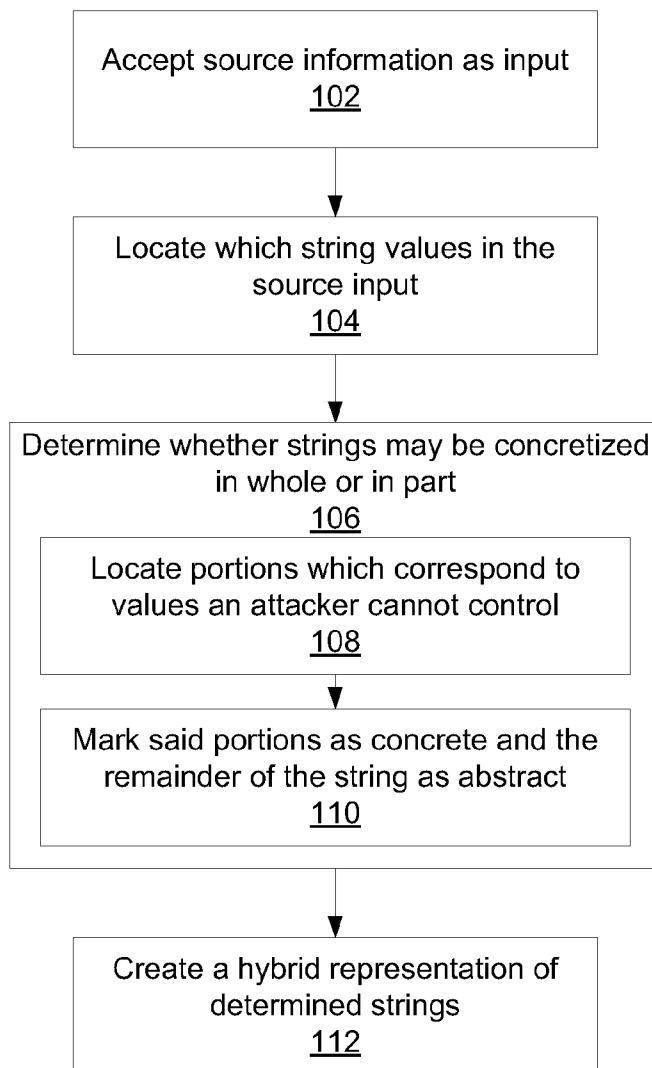 Accept source information as input
102
Locate which string values in the
source input
104
Determine whether strings may be concretized
in whole or in part
106
Locate portions which correspond to
values an attacker cannot control
108
Mark said portions as concrete and the
remainder of the string as abstract
110
Create a hybrid representation of
determined strings
112